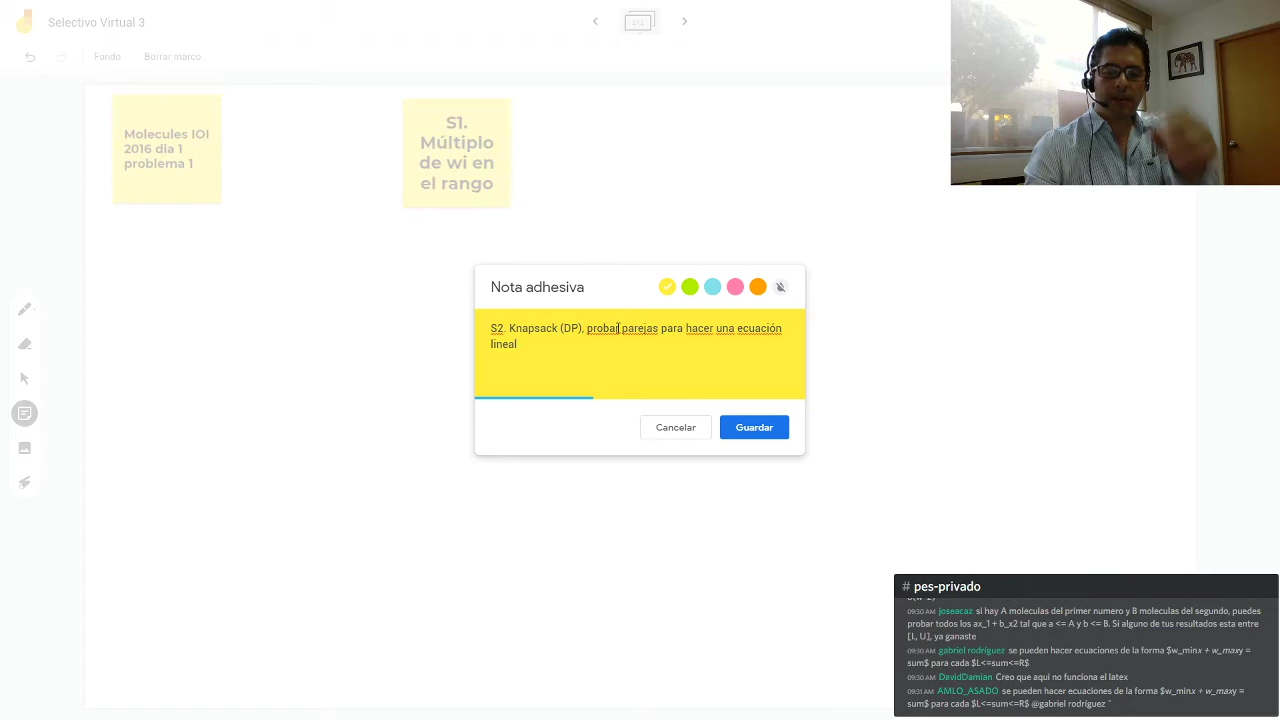 Selectivo Virtual 3
Fondo
Borrar marco
Molecules IOI
2016 dia 1
problema 1
S1.
Múltiplo
de wi en
el rango
Nota adhesiva
S2. Knapsack (DP), probar parejas para hacer una ecuación
lineal
Cancelar
Guardar
# pes-privado
09:30 AM joseacaz si hay A moleculas del primer numero y B moleculas del segundo, puedes
probar todos los ax_1 + b_x2 tal que a <= A y b <= B. Si alguno de tus resultados esta entre
[L, U], ya ganaste
09:30 AM gabriel rodríguez se pueden hacer ecuaciones de la forma $w_minx + w_maxy =
sum$ para cada $L<=sum<=R$
09:30 AM DavidDamian Creo que aqui no funciona el latex
09:31 AM AMLO_ASADO se pueden hacer ecuaciones de la forma $w_minx + w_maxy =
sum$ para cada $L<=sum<=R$ @gabriel rodríguez ^